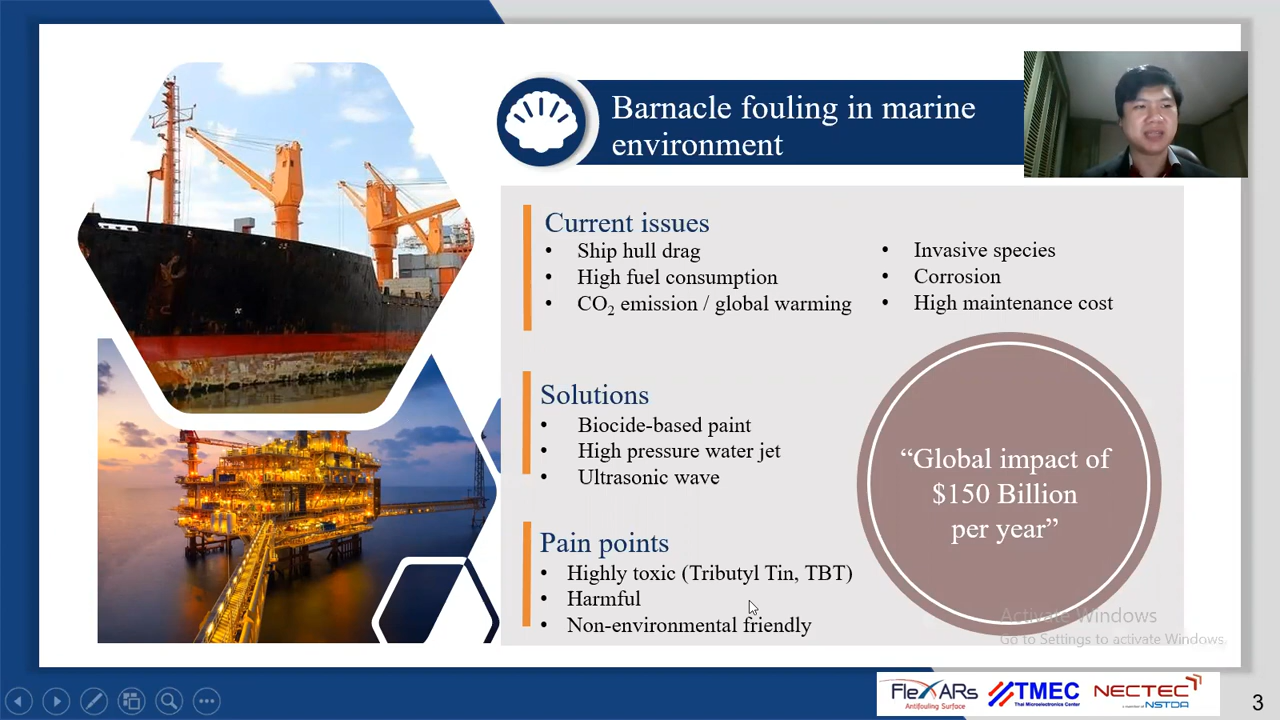 Barnacle fouling in marine
environment
Current issues
• Ship hull drag
• High fuel consumption
• CO2 emission / global warming
• Invasive species
• Corrosion
• High maintenance cost
Solutions
• Biocide-based paint
• High pressure water jet
• Ultrasonic wave
“Global impact of
$150 Billion
per year”
Pain points
• Highly toxic (Tributyl Tin, TBT)
• Harmful
• Non-environmental friendly
Activate Windows
Go to Settings to activate Windows.
FleXARs
Antifouling Surface
TMEC
Thai Microelectronics Center
NECTEC
a member of NSTDA
3